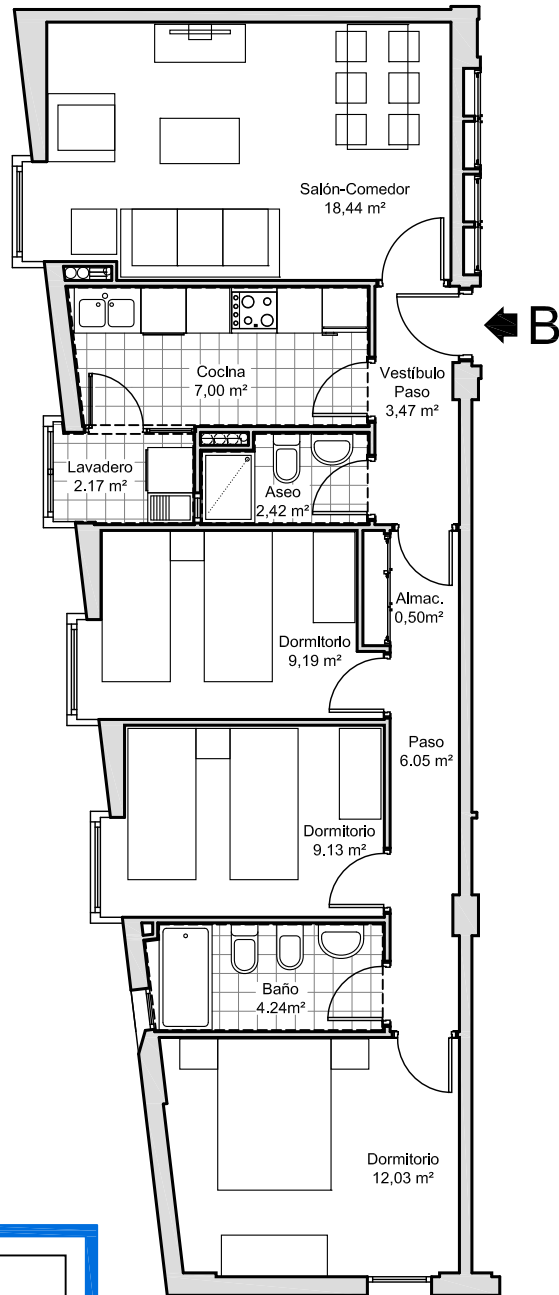 Salón-Comedor
18,44 m²
B
Cocina
7,00 m²
Vestíbulo
Paso
3,47 m²
Lavadero
2.17 m²
Aseo
2,42 m²
Almac.
0,50m²
Dormitorio
9,19 m²
Paso
6.05 m²
Dormitorio
9.13 m²
Baño
4.24m²
Dormitorio
12,03 m²